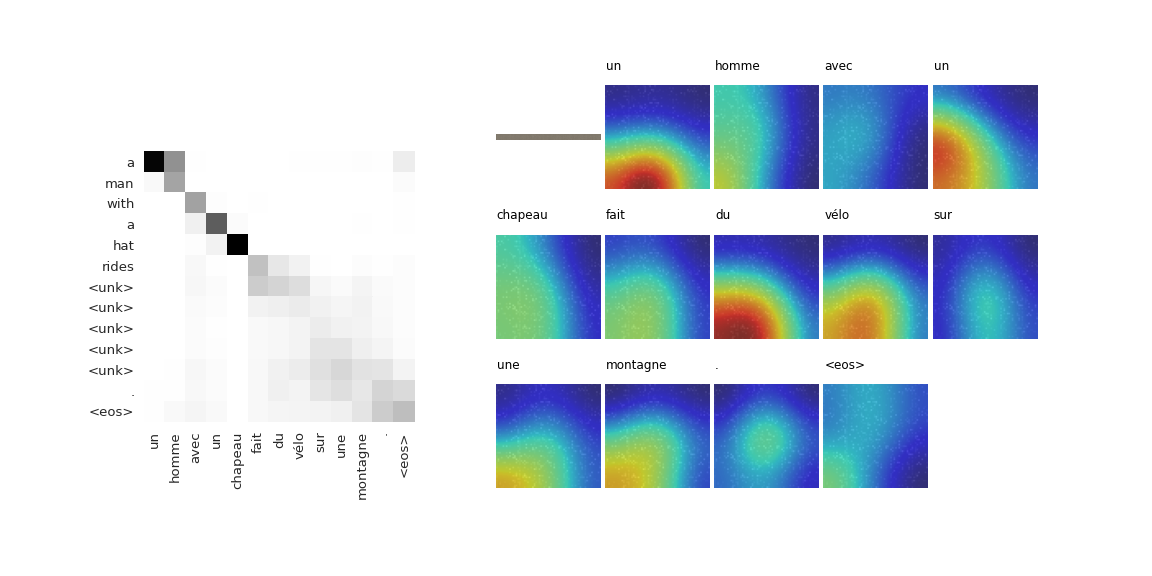 a
man
with
a
hat
rides
<unk>
<unk>
<unk>
<unk>
<unk>
.
<eos>
un
homme
avec
un
chapeau
fait
du
vélo
sur
une
montagne
.
<eos>
un homme avec un
chapeau fait du vélo sur
une montagne . <eos>